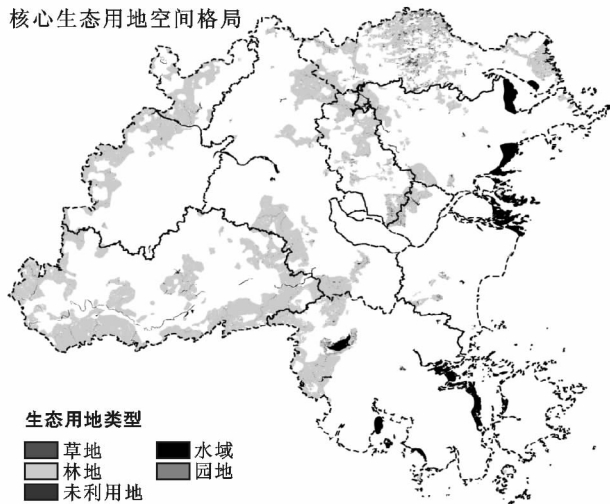 核心生态用地空间格局
生态用地类型
草地 水域
林地 园地
未利用地